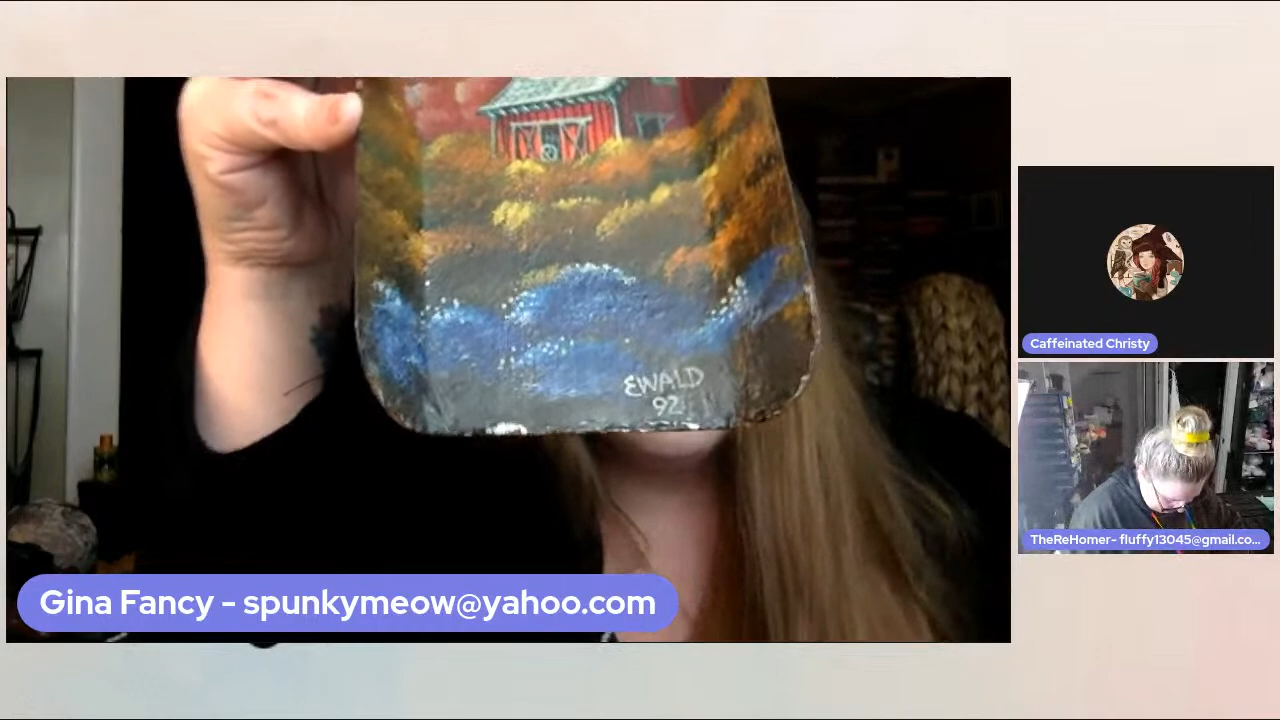 EWALD
92
Gina Fancy - spunkymeow@yahoo.com
Caffeinated Christy
TheReHomer- fluffy13045@gmail.co...